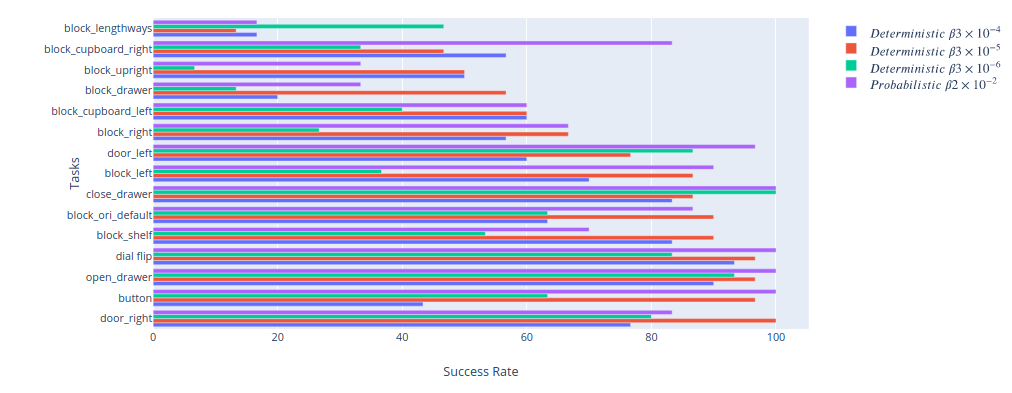 block_lengthways
block_cupboard_right
block_upright
block_drawer
block_cupboard_left
block_right
door_left
block_left
close_drawer
block_ori_default
block_shelf
dial flip
open_drawer
button
door_right
Tasks
0 20 40 60 80 100
Success Rate
Deterministic β3 × 10⁻⁴
Deterministic β3 × 10⁻⁵
Deterministic β3 × 10⁻⁶
Probabilistic β2 × 10⁻²